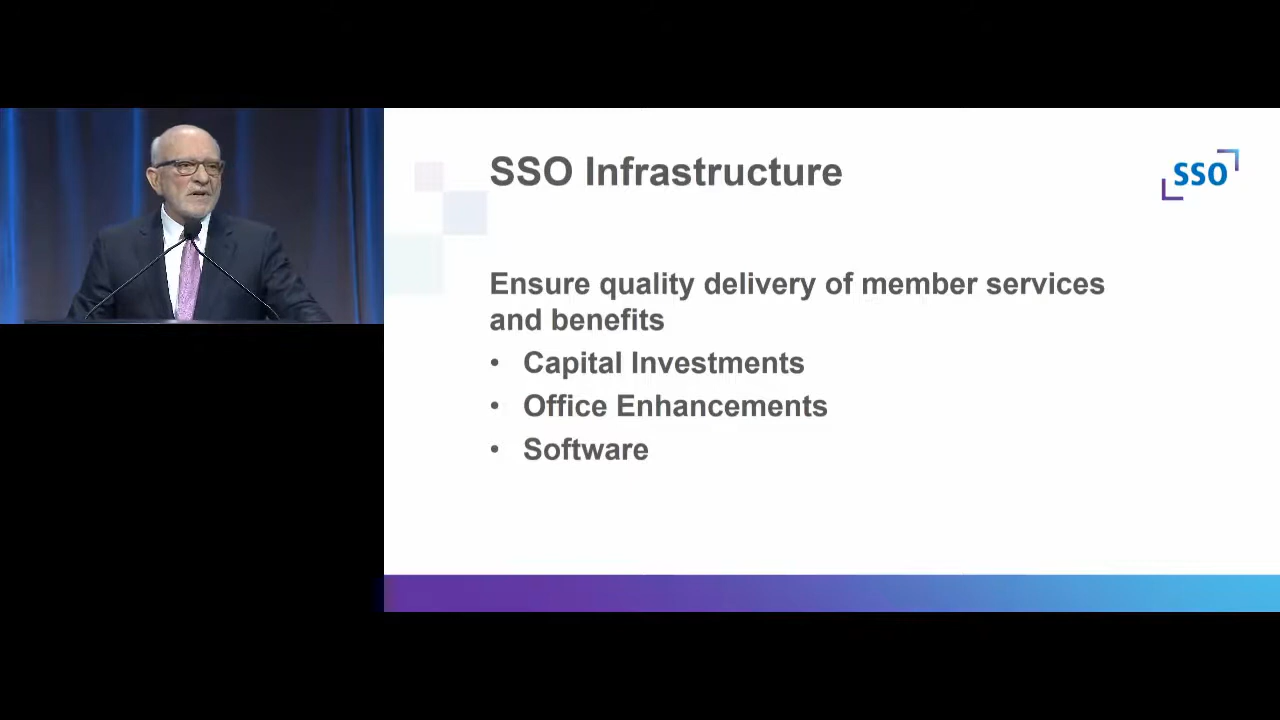 SSO Infrastructure
SSO
Ensure quality delivery of member services
and benefits
• Capital Investments
• Office Enhancements
• Software